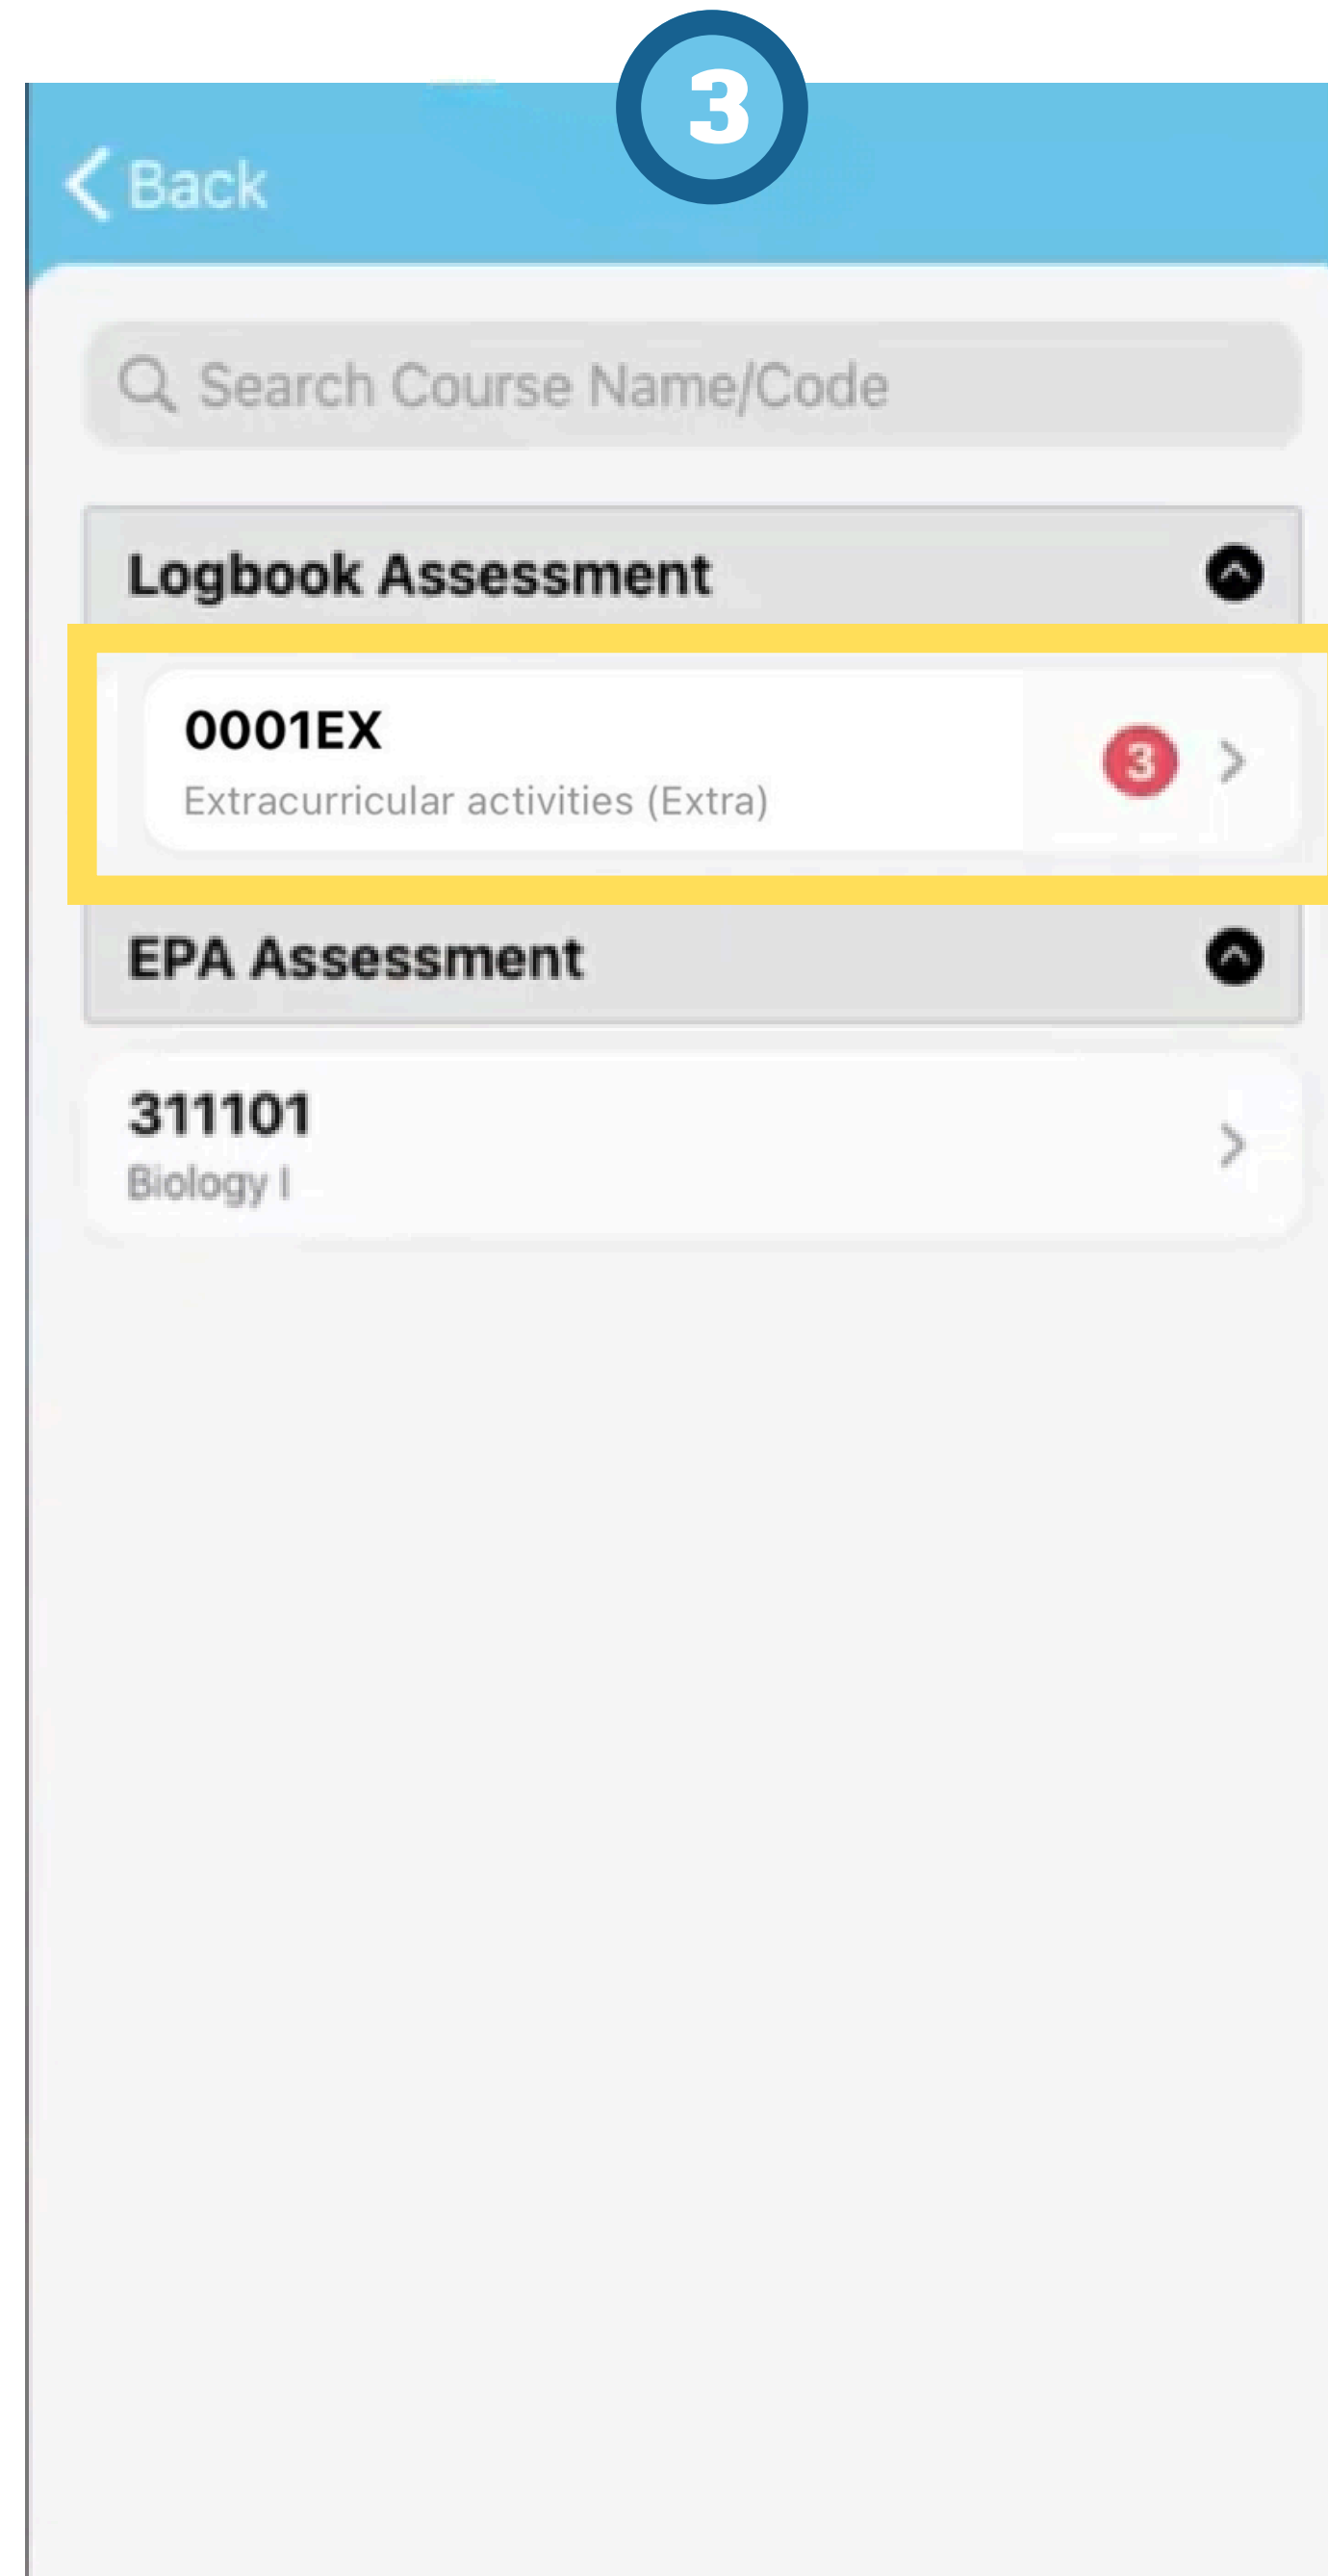 3
Back
Search Course Name/Code
Logbook Assessment
0001EX
3
Extracurricular activities (Extra)
EPA Assessment
311101
Biology I